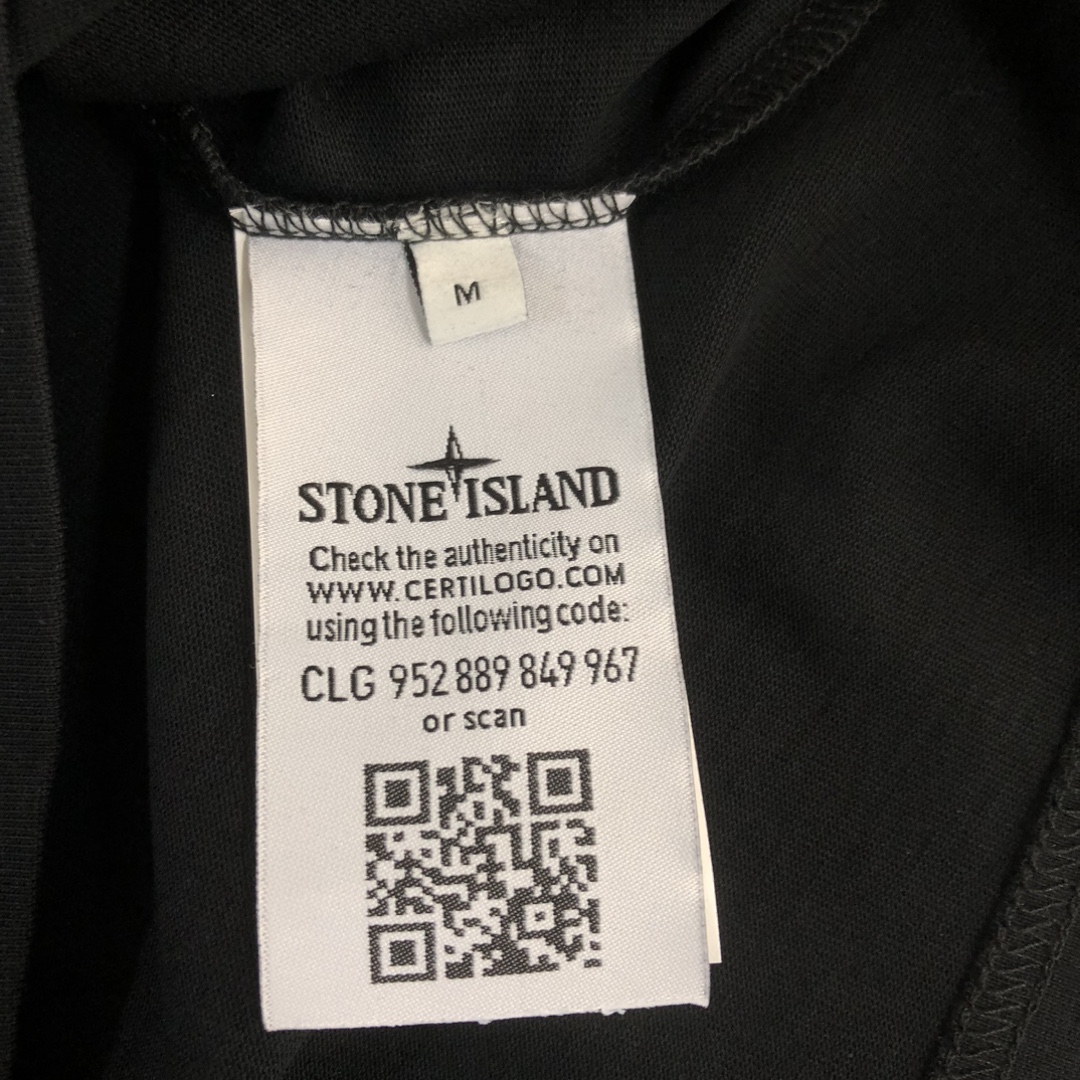 M
STONE ISLAND
Check the authenticity on
WWW.CERTILOGO.COM
using the following code:
CLG 952 889 849 967
or scan